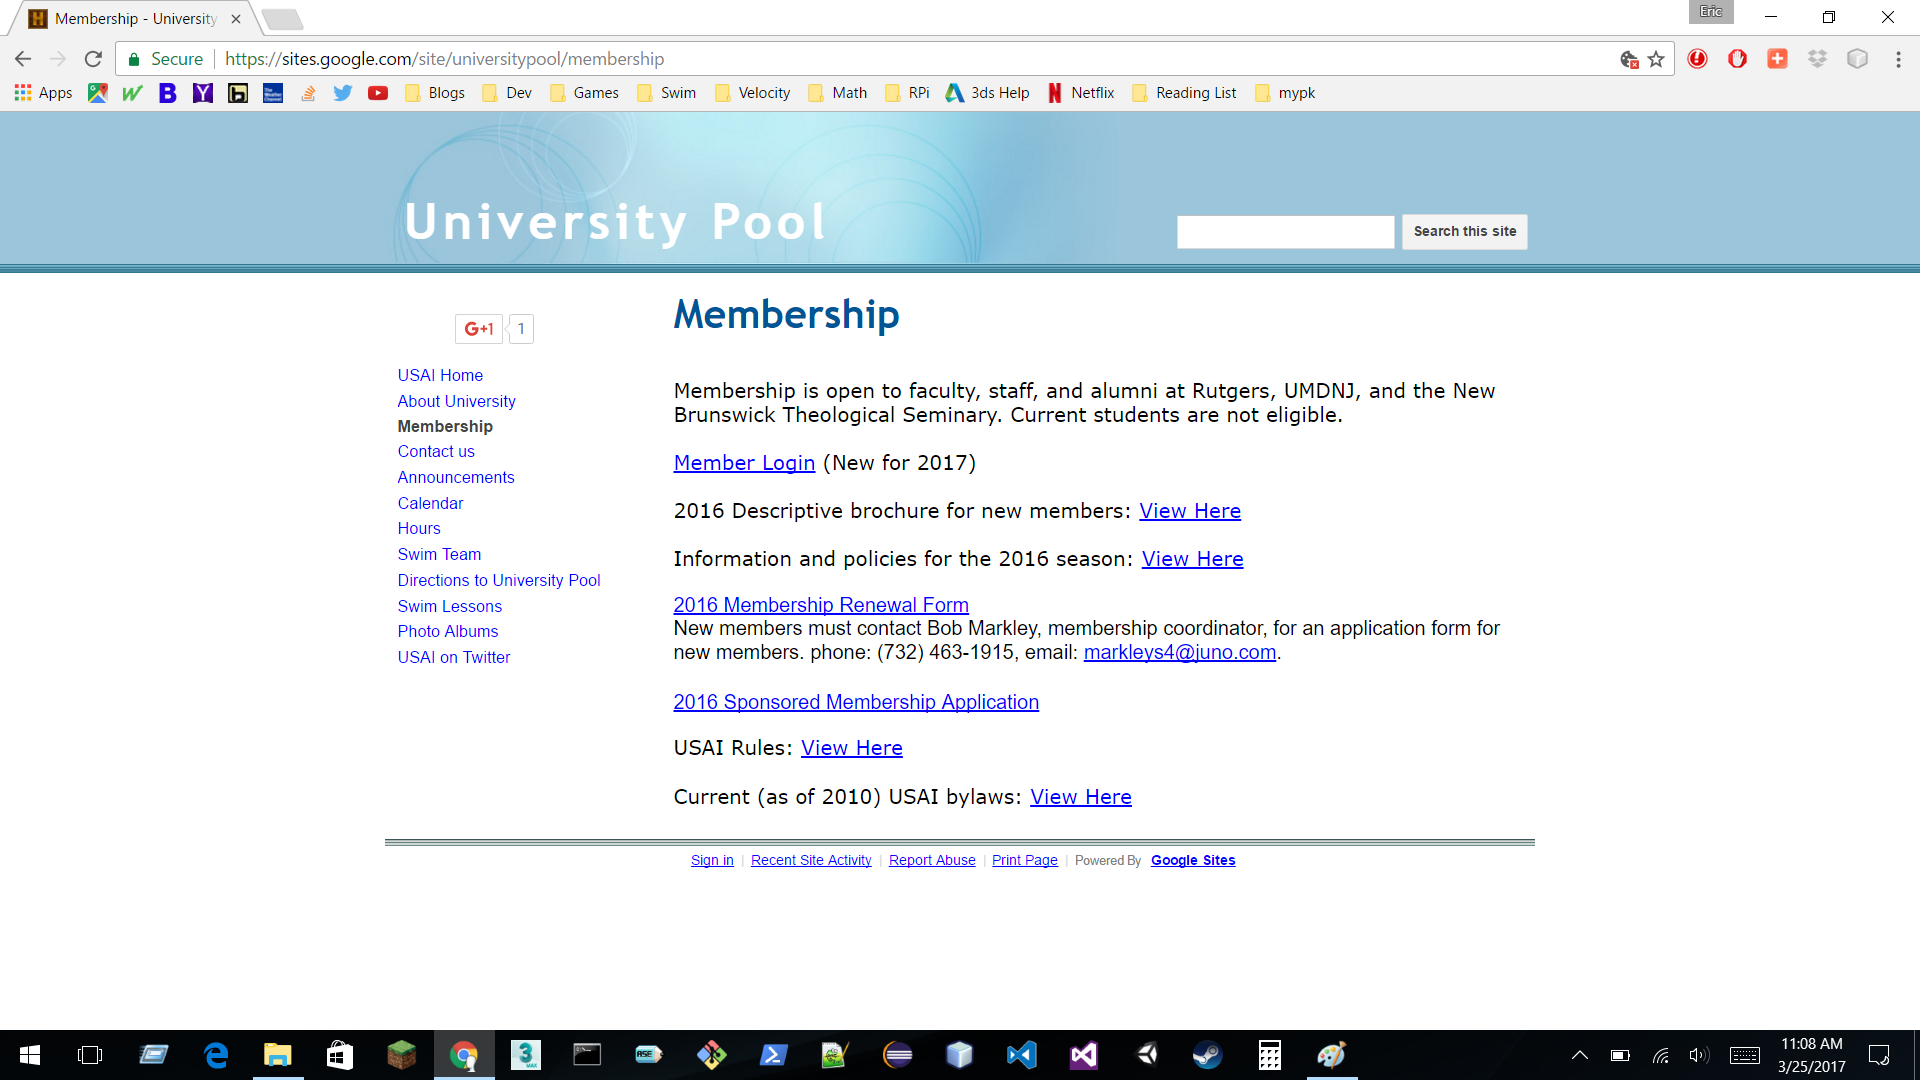 Membership - University
Eric
Secure
https://sites.google.com/site/universitypool/membership
Apps
Blogs
Dev
Games
Swim
Velocity
Math
RPi
3ds Help
Netflix
Reading List
mypk
University Pool
Search this site
G+1
1
USAI Home
About University
Membership
Contact us
Announcements
Calendar
Hours
Swim Team
Directions to University Pool
Swim Lessons
Photo Albums
USAI on Twitter
Membership
Membership is open to faculty, staff, and alumni at Rutgers, UMDNJ, and the New
Brunswick Theological Seminary. Current students are not eligible.
Member Login (New for 2017)
2016 Descriptive brochure for new members: View Here
Information and policies for the 2016 season: View Here
2016 Membership Renewal Form
New members must contact Bob Markley, membership coordinator, for an application form for
new members. phone: (732) 463-1915, email: markleys4@juno.com.
2016 Sponsored Membership Application
USAI Rules: View Here
Current (as of 2010) USAI bylaws: View Here
Sign in | Recent Site Activity | Report Abuse | Print Page | Powered By Google Sites
11:08 AM
3/25/2017